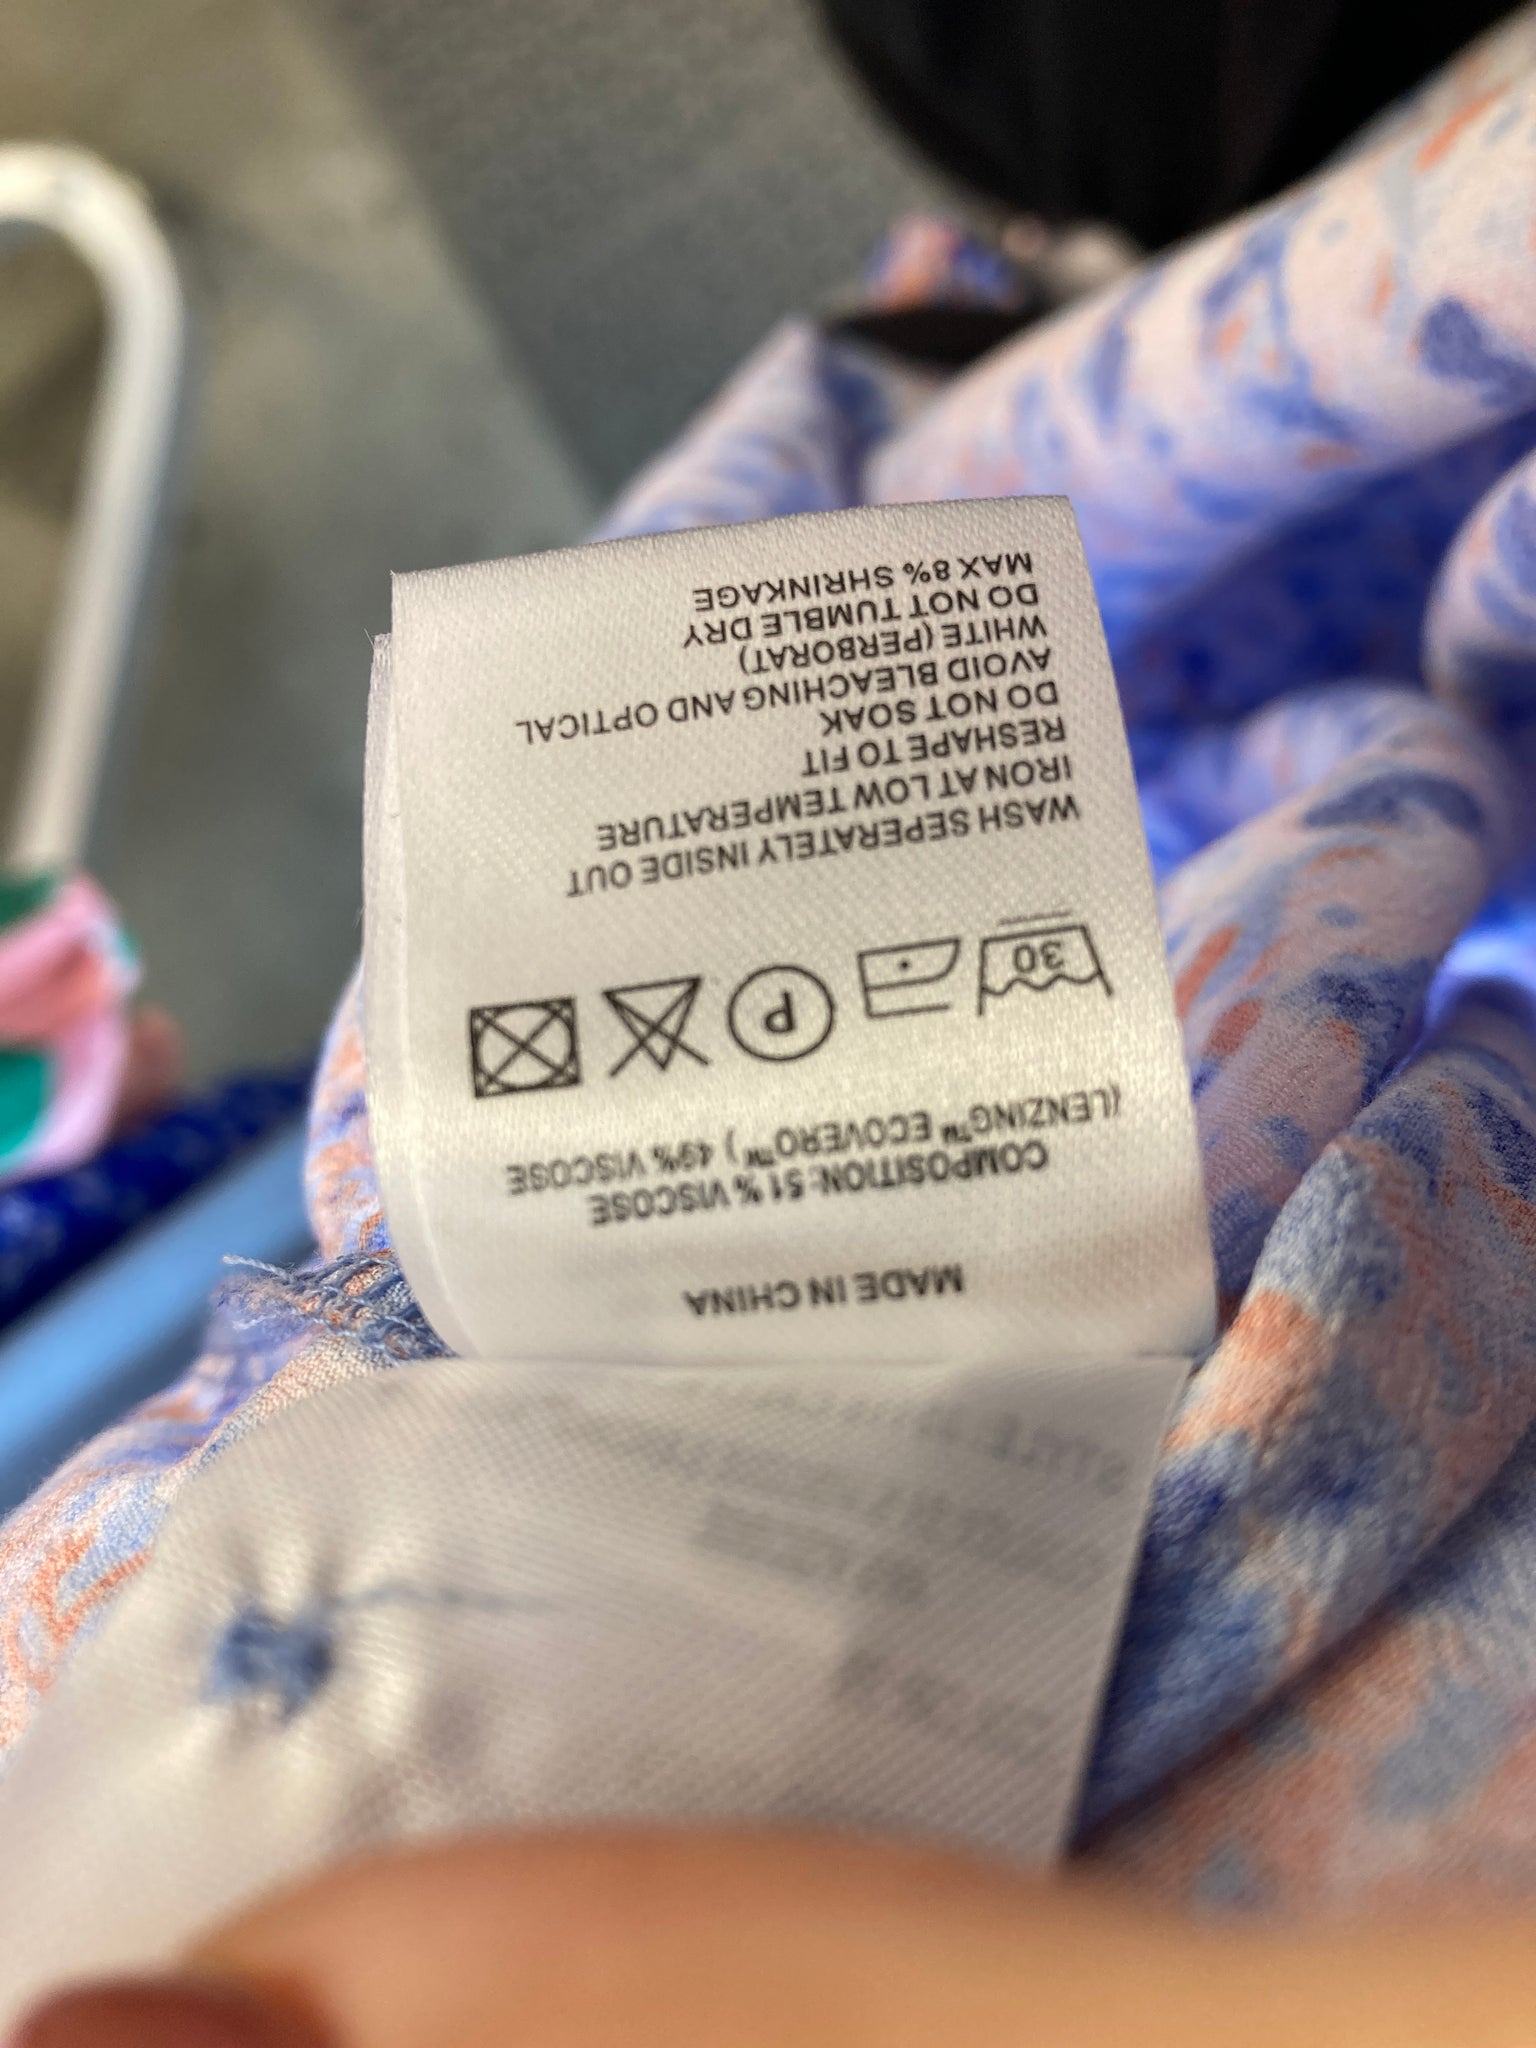 MADE IN CHINA
COMPOSITION: 51 % VISCOSE
(LENZING™ ECOVERO™ ) 49% VISCOSE
30 P
WASH SEPERATELY INSIDE OUT
IRON AT LOW TEMPERATURE
RESHAPE TO FIT
DO NOT SOAK
AVOID BLEACHING AND OPTICAL
WHITE (PERBORAT)
DO NOT TUMBLE DRY
MAX 8% SHRINKAGE